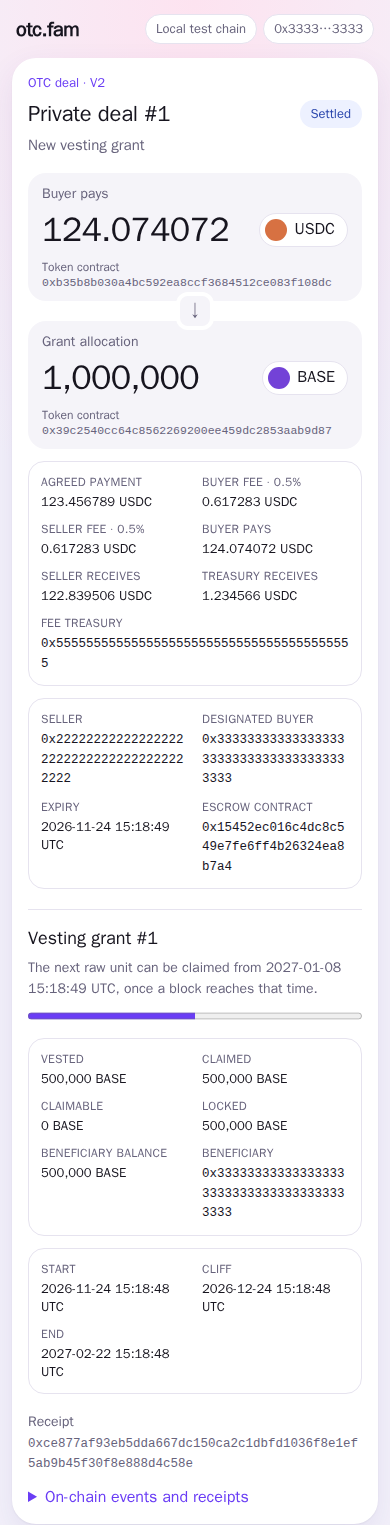 otc.fam
Local test chain
0x3333···3333
OTC deal · V2
Private deal #1
Settled
New vesting grant
Buyer pays
124.074072
USDC
Token contract
0xb35b8b030a4bc592ea8ccf3684512ce083f108dc
↓
Grant allocation
1,000,000
BASE
Token contract
0x39c2540cc64c8562269200ee459dc2853aab9d87
AGREED PAYMENT
123.456789 USDC
BUYER FEE · 0.5%
0.617283 USDC
SELLER FEE · 0.5%
0.617283 USDC
BUYER PAYS
124.074072 USDC
SELLER RECEIVES
122.839506 USDC
TREASURY RECEIVES
1.234566 USDC
FEE TREASURY
0x555555555555555555555555555555555555555
5
SELLER
0x22222222222222222
2222222222222222222
2222
DESIGNATED BUYER
0x33333333333333333
3333333333333333333
3333
EXPIRY
2026-11-24 15:18:49
UTC
ESCROW CONTRACT
0x15452ec016c4dc8c5
49e7fe6ff4b26324ea8
b7a4
Vesting grant #1
The next raw unit can be claimed from 2027-01-08
15:18:49 UTC, once a block reaches that time.
VESTED
500,000 BASE
CLAIMED
500,000 BASE
CLAIMABLE
0 BASE
LOCKED
500,000 BASE
BENEFICIARY BALANCE
500,000 BASE
BENEFICIARY
0x33333333333333333
3333333333333333333
3333
START
2026-11-24 15:18:48
UTC
CLIFF
2026-12-24 15:18:48
UTC
END
2027-02-22 15:18:48
UTC
Receipt
0xce877af93eb5dda667dc150ca2c1dbfd1036f8e1ef
5ab9b45f30f8e888d4c58e
On-chain events and receipts